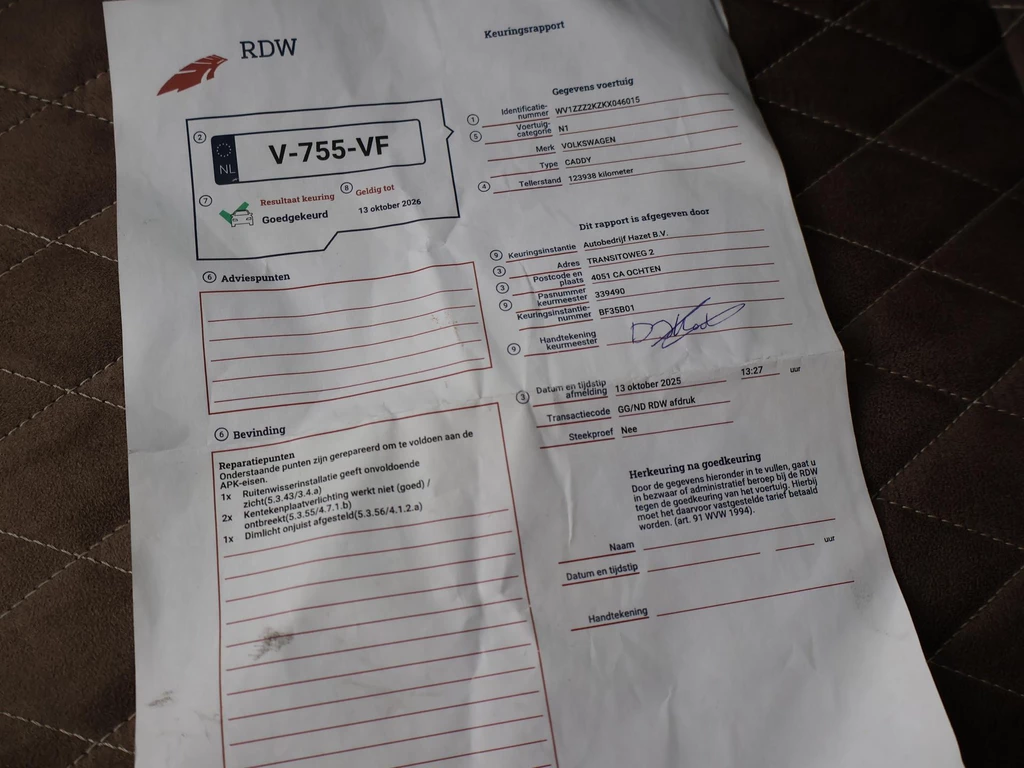 RDW
Keuringsrapport
2
NL
V-755-VF
7
Resultaat keuring
Goedgekeurd
8
Geldig tot
13 oktober 2026
6 Adviespunten
6 Bevinding
Reparatiepunten
Onderstaande punten zijn gerepareerd om te voldoen aan de
APK-eisen.
1x Ruitenwisserinstallatie geeft onvoldoende
zicht(5.3.43/3.4.a)
2x Kentekenplaatverlichting werkt niet (goed) /
ontbreekt(5.3.55/4.7.1.b)
1x Dimlicht onjuist afgesteld(5.3.56/4.1.2.a)
Gegevens voertuig
1 Identificatie-
nummer WV1ZZZ2KZKX046015
5 Voertuig-
categorie N1
Merk VOLKSWAGEN
Type CADDY
4 Tellerstand 123938 kilometer
Dit rapport is afgegeven door
9 Keuringsinstantie Autobedrijf Hazet B.V.
3 Adres TRANSITOWEG 2
3 Postcode en
plaats 4051 CA OCHTEN
9 Pasnummer
keurmeester 339490
Keuringsinstantie-
nummer BF35B01
9 Handtekening
keurmeester
3 Datum en tijdstip
afmelding 13 oktober 2025 13:27 uur
Transactiecode GG/ND RDW afdruk
Steekproef Nee
Herkeuring na goedkeuring
Door de gegevens hieronder in te vullen, gaat u
in bezwaar of administratief beroep bij de RDW
tegen de goedkeuring van het voertuig. Hierbij
moet het daarvoor vastgestelde tarief betaald
worden. (art. 91 WVW 1994).
Naam
Datum en tijdstip uur
Handtekening